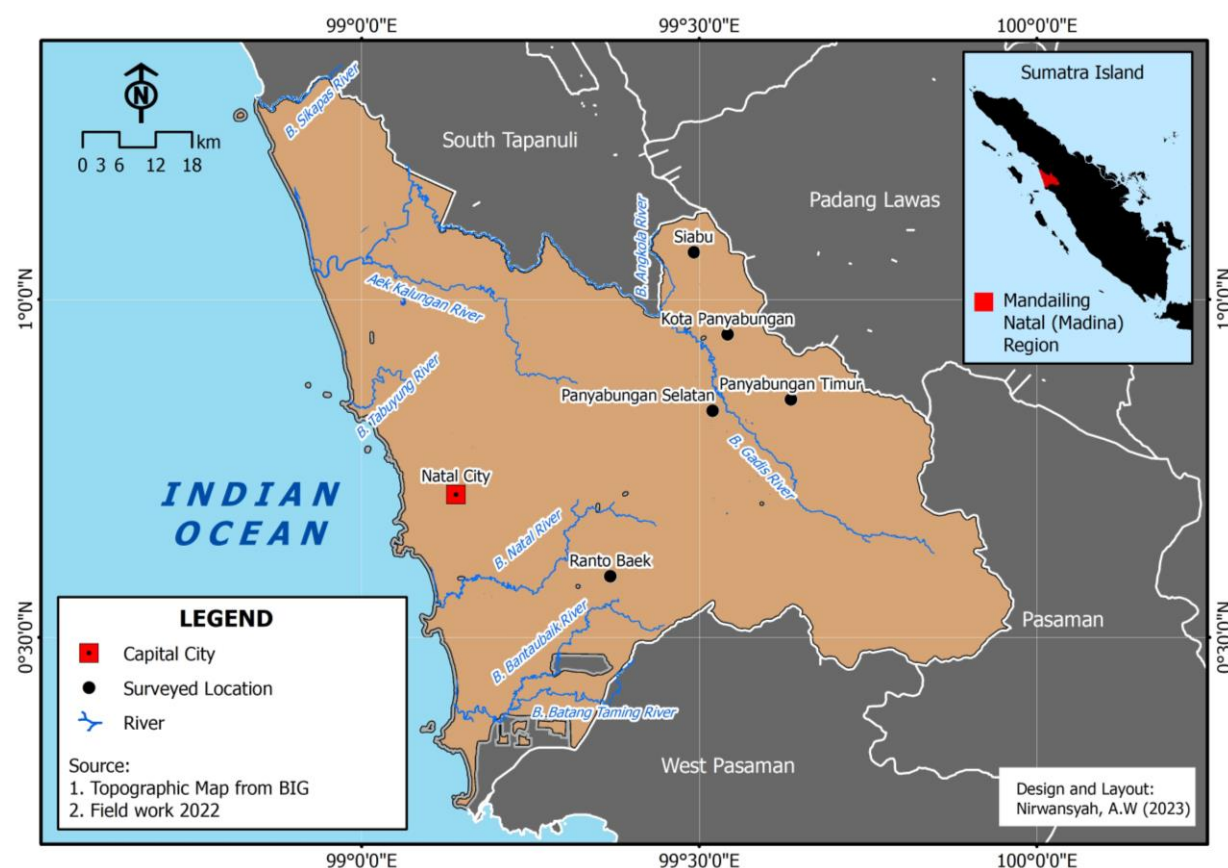 99°0'0"E
99°30'0"E
100°0'0"E
N
km
0 3 6 12 18
B. Sikapas River
South Tapanuli
Padang Lawas
Sumatra Island
Mandailing
Natal (Madina)
Region
Siabu
B. Angkola River
1°0'0"N
1°0'0"N
Aek Kalungan River
Kota Panyabungan
Panyabungan Timur
Panyabungan Selatan
B. Tabuyung River
B. Gadis River
Natal City
INDIAN
OCEAN
B. Natal River
Ranto Baek
B. Bantaubaik River
Pasaman
0°30'0"N
0°30'0"N
B. Batang Taming River
West Pasaman
LEGEND
Capital City
Surveyed Location
River
Source:
1. Topographic Map from BIG
2. Field work 2022
Design and Layout:
Nirwansyah, A.W (2023)
99°0'0"E
99°30'0"E
100°0'0"E